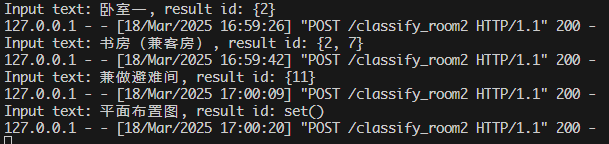 Input text: 卧室一, result id: {2}
127.0.0.1 - - [18/Mar/2025 16:59:26] "POST /classify_room2 HTTP/1.1" 200 -
Input text: 书房（兼客房）, result id: {2, 7}
127.0.0.1 - - [18/Mar/2025 16:59:42] "POST /classify_room2 HTTP/1.1" 200 -
Input text: 兼做避难间, result id: {11}
127.0.0.1 - - [18/Mar/2025 17:00:09] "POST /classify_room2 HTTP/1.1" 200 -
Input text: 平面布置图, result id: set()
127.0.0.1 - - [18/Mar/2025 17:00:20] "POST /classify_room2 HTTP/1.1" 200 -